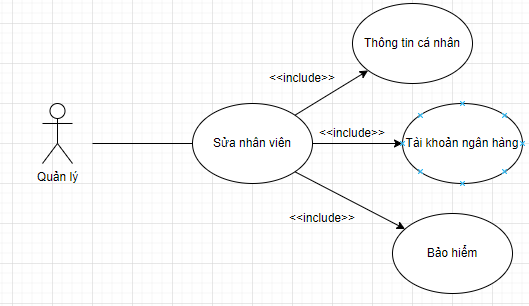 Thông tin cá nhân
<<include>>
Sửa nhân viên
<<include>>
Tài khoản ngân hàng
Quản lý
<<include>>
Bảo hiểm